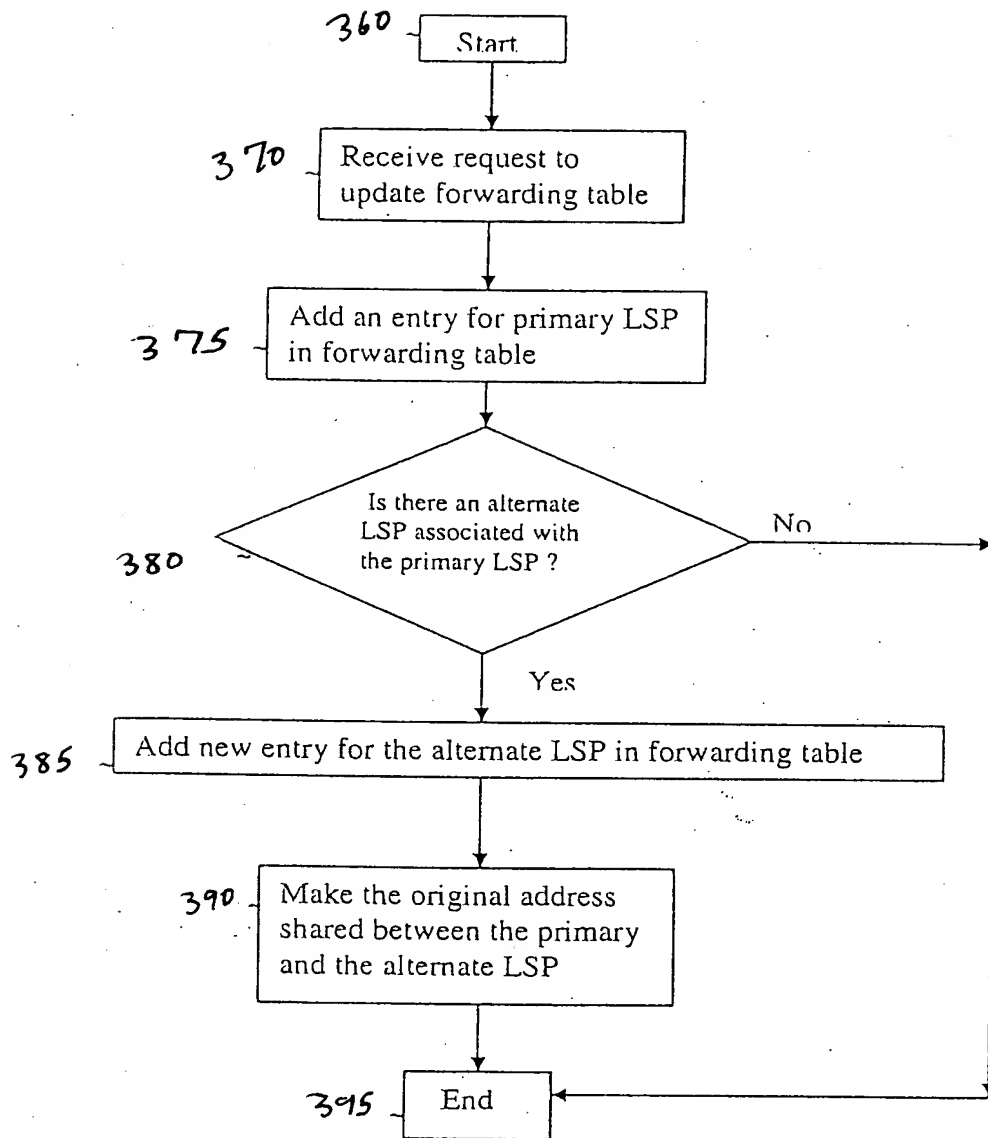 360
Start
370
Receive request to
update forwarding table
375
Add an entry for primary LSP
in forwarding table
Is there an alternate
LSP associated with
the primary LSP ?
No
380
Yes
385
Add new entry for the alternate LSP in forwarding table
390
Make the original address
shared between the primary
and the alternate LSP
395
End